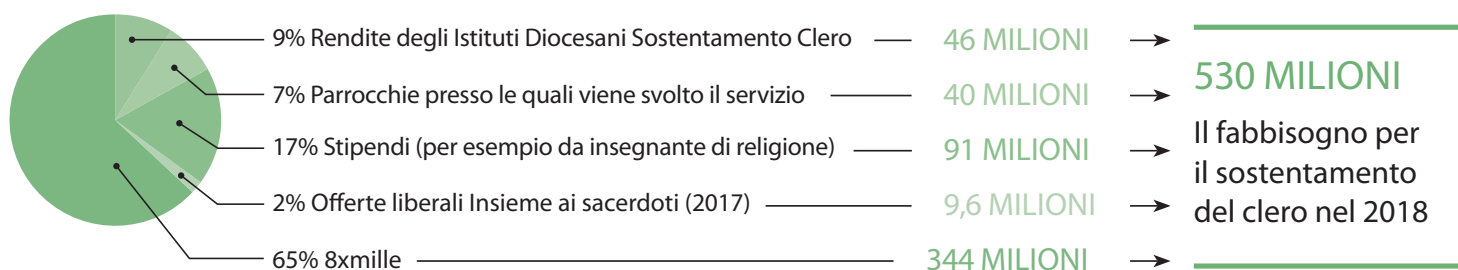 9% Rendite degli Istituti Diocesani Sostentamento Clero 46 MILIONI
7% Parrocchie presso le quali viene svolto il servizio 40 MILIONI
17% Stipendi (per esempio da insegnante di religione) 91 MILIONI
2% Offerte liberali Insieme ai sacerdoti (2017) 9,6 MILIONI
65% 8xmille 344 MILIONI
530 MILIONI
Il fabbisogno per
il sostentamento
del clero nel 2018